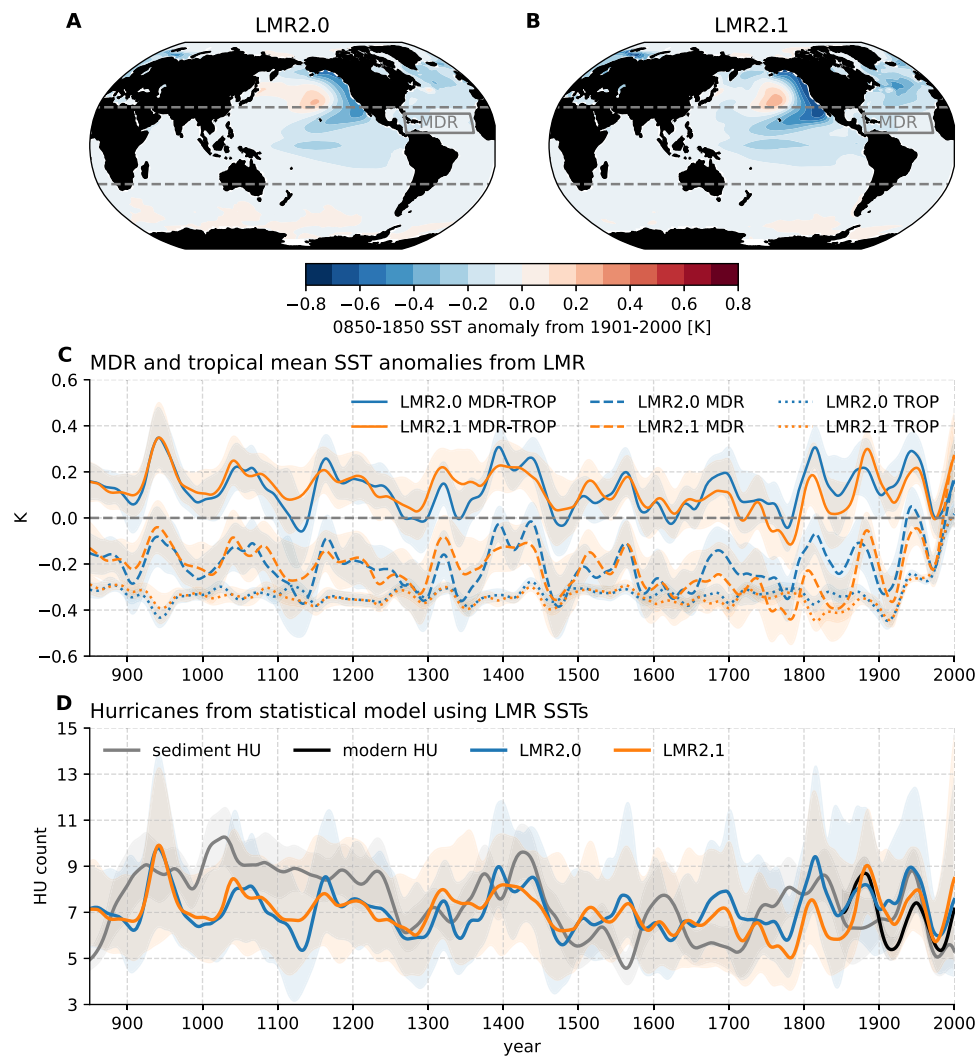 A
LMR2.0
B
LMR2.1
MDR
MDR
−0.8 −0.6 −0.4 −0.2 0.0 0.2 0.4 0.6 0.8
0850-1850 SST anomaly from 1901-2000 [K]
C MDR and tropical mean SST anomalies from LMR
0.6
LMR2.0 MDR-TROP LMR2.0 MDR LMR2.0 TROP
LMR2.1 MDR-TROP LMR2.1 MDR LMR2.1 TROP
0.4
0.2
K
0.0
−0.2
−0.4
−0.6
900 1000 1100 1200 1300 1400 1500 1600 1700 1800 1900 2000
D Hurricanes from statistical model using LMR SSTs
15
sediment HU modern HU LMR2.0 LMR2.1
13
11
HU count
9
7
5
3
900 1000 1100 1200 1300 1400 1500 1600 1700 1800 1900 2000
year